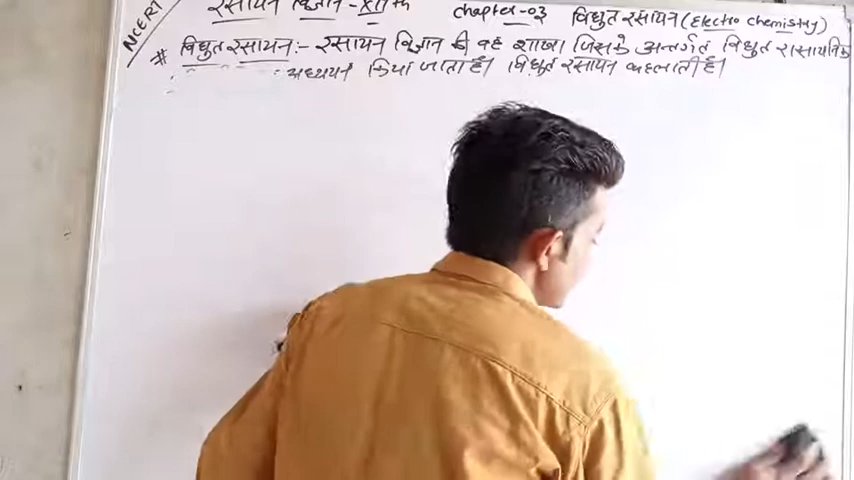 NCERT
रसायन विज्ञान - XII th chapter-03 विधुत रसायन (Electro chemistry)
# विधुत रसायन :- रसायन विज्ञान की वह शाखा जिसके अन्तर्गत विधुत रासायनिक
अध्ययन किया जाता है। विधुत रसायन कहलाती है।